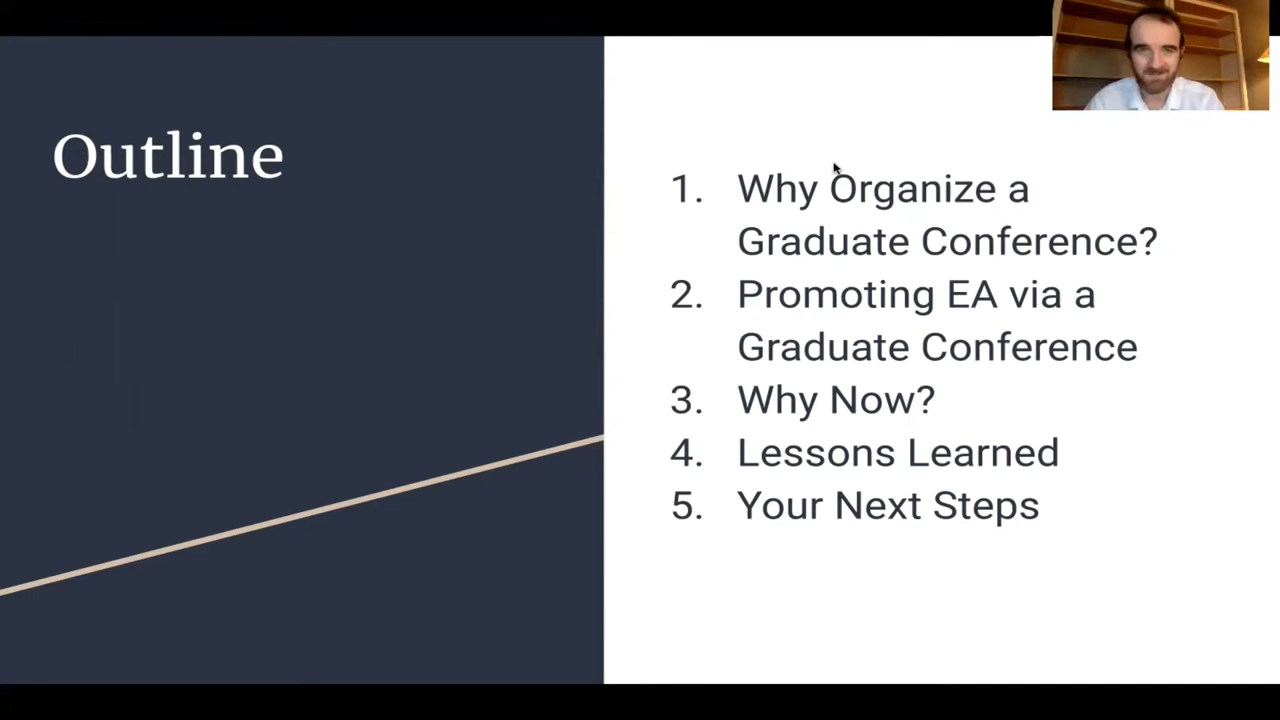 Outline
1. Why Organize a
Graduate Conference?
2. Promoting EA via a
Graduate Conference
3. Why Now?
4. Lessons Learned
5. Your Next Steps